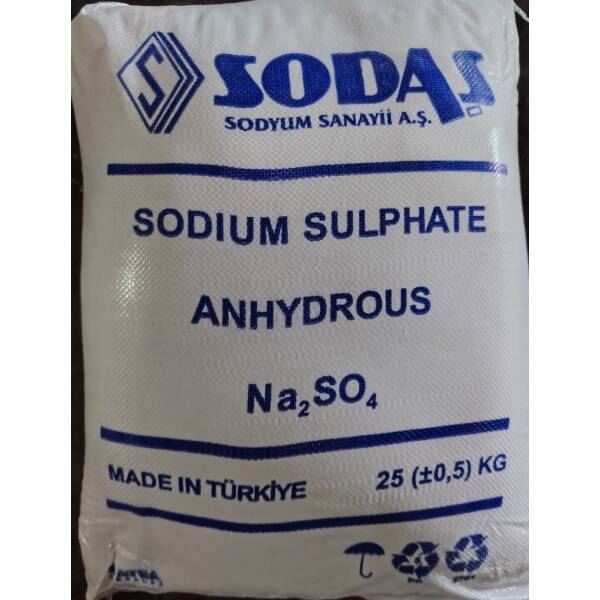 SODAŞ
SODYUM SANAYİİ A.Ş.
SODIUM SULPHATE
ANHYDROUS
Na₂SO₄
MADE IN TÜRKİYE 25 (±0,5) KG